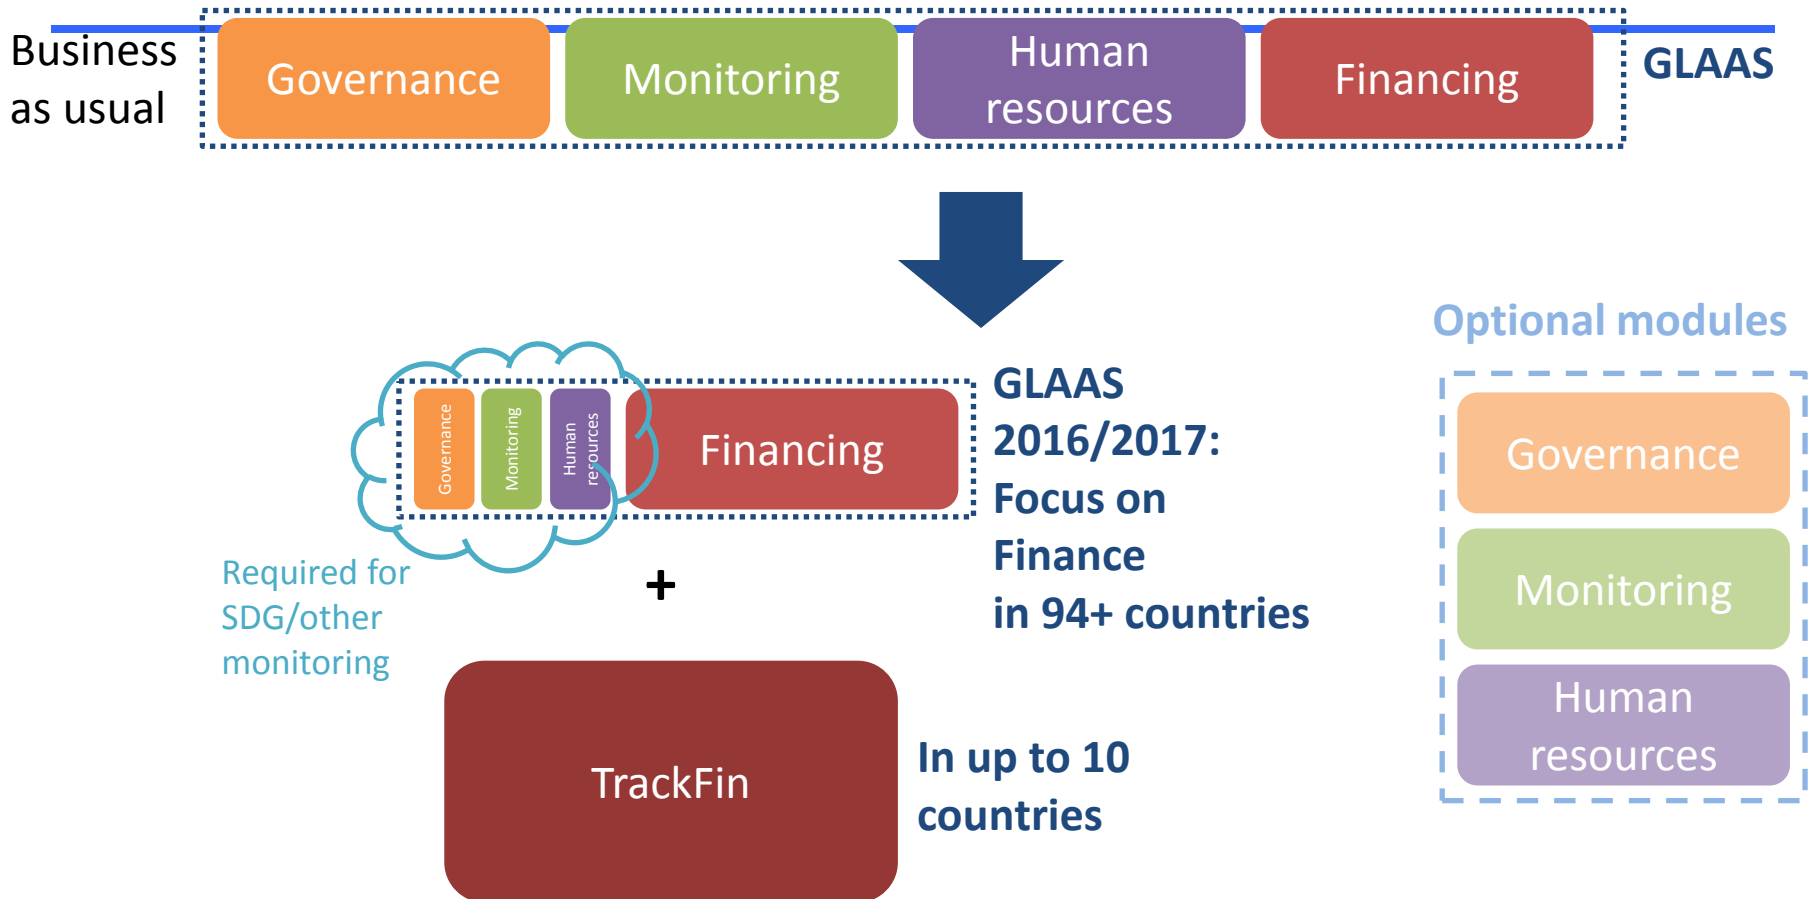 Business
as usual
Governance
Monitoring
Human
resources
Financing
GLAAS
Governance
Monitoring
Human
resources
Financing
GLAAS
2016/2017:
Focus on
Finance
in 94+ countries
Required for
SDG/other
monitoring
+
TrackFin
In up to 10
countries
Optional modules
Governance
Monitoring
Human
resources